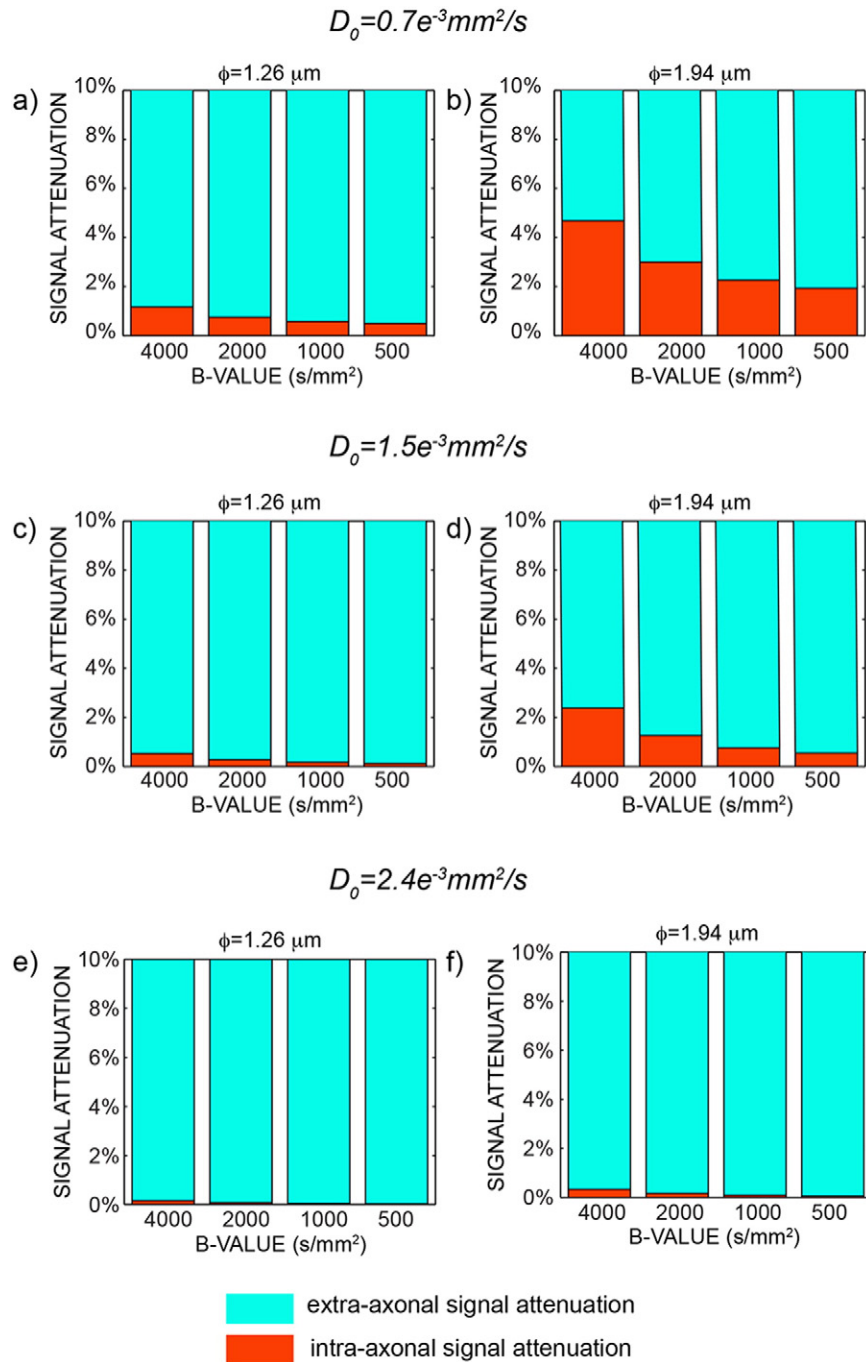 D₀=0.7e⁻³mm²/s
a)
ϕ=1.26 μm
SIGNAL ATTENUATION
10%
8%
6%
4%
2%
0%
4000 2000 1000 500
B-VALUE (s/mm²)
b)
ϕ=1.94 μm
SIGNAL ATTENUATION
10%
8%
6%
4%
2%
0%
4000 2000 1000 500
B-VALUE (s/mm²)
D₀=1.5e⁻³mm²/s
c)
ϕ=1.26 μm
SIGNAL ATTENUATION
10%
8%
6%
4%
2%
0%
4000 2000 1000 500
B-VALUE (s/mm²)
d)
ϕ=1.94 μm
SIGNAL ATTENUATION
10%
8%
6%
4%
2%
0%
4000 2000 1000 500
B-VALUE (s/mm²)
D₀=2.4e⁻³mm²/s
e)
ϕ=1.26 μm
SIGNAL ATTENUATION
10%
8%
6%
4%
2%
0%
4000 2000 1000 500
B-VALUE (s/mm²)
f)
ϕ=1.94 μm
SIGNAL ATTENUATION
10%
8%
6%
4%
2%
0%
4000 2000 1000 500
B-VALUE (s/mm²)
extra-axonal signal attenuation
intra-axonal signal attenuation